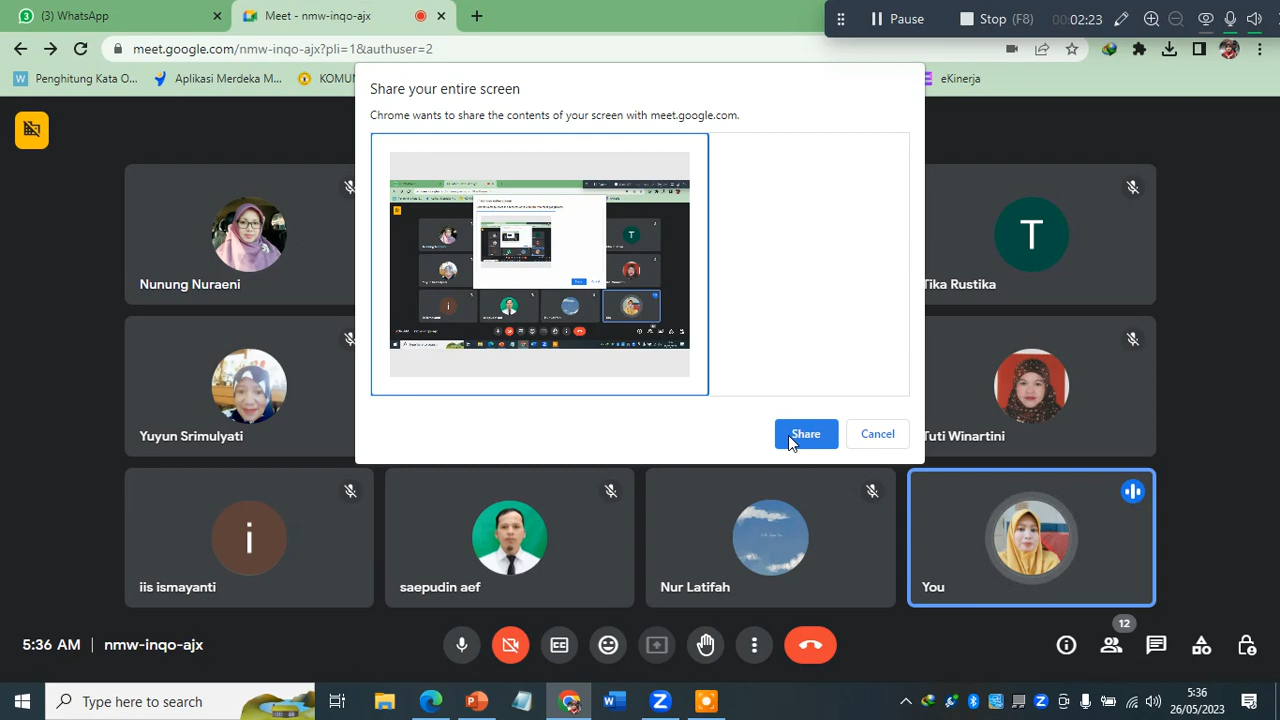 (3) WhatsApp
Meet - nmw-inqo-ajx
Pause
Stop (F8)
00:02:23
meet.google.com/nmw-inqo-ajx?pli=1&authuser=2
Penghitung Kata O...
Aplikasi Merdeka M...
KOMUN
eKinerja
Share your entire screen
Chrome wants to share the contents of your screen with meet.google.com.
Share
Cancel
Nunung Nuraeni
T
Tika Rustika
Yuyun Srimulyati
Tuti Winartini
i
iis ismayanti
saepudin aef
Nur Latifah
You
5:36 AM | nmw-inqo-ajx
12
Type here to search
5:36
26/05/2023